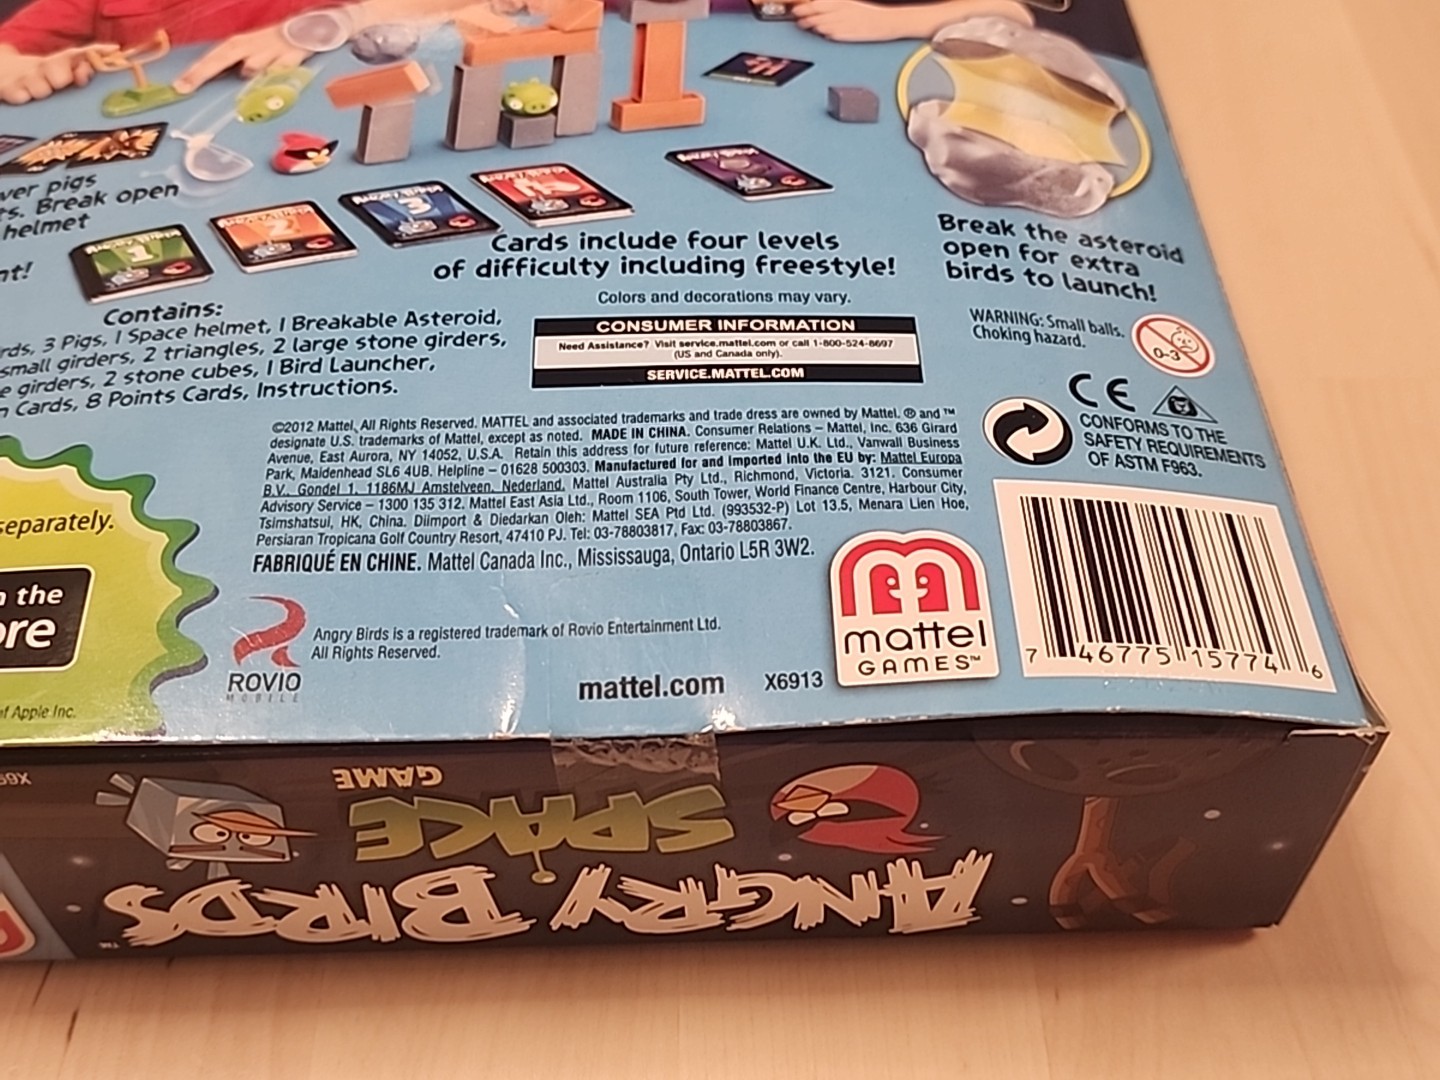 ver pigs
ts. Break open
helmet
nt!
1
2
3
Cards include four levels
of difficulty including freestyle!
Break the asteroid
open for extra
birds to launch!
Colors and decorations may vary.
Contains:
rds, 3 Pigs, 1 Space helmet, 1 Breakable Asteroid,
small girders, 2 triangles, 2 large stone girders,
e girders, 2 stone cubes, 1 Bird Launcher,
n Cards, 8 Points Cards, Instructions.
CONSUMER INFORMATION
Need Assistance? Visit service.mattel.com or call 1-800-524-8697
(US and Canada only).
SERVICE.MATTEL.COM
WARNING: Small balls.
Choking hazard.
0-3
CE
CONFORMS TO THE
SAFETY REQUIREMENTS
OF ASTM F963.
©2012 Mattel, All Rights Reserved. MATTEL and associated trademarks and trade dress are owned by Mattel. ® and ™
designate U.S. trademarks of Mattel, except as noted. MADE IN CHINA. Consumer Relations – Mattel, Inc. 636 Girard
Avenue, East Aurora, NY 14052, U.S.A. Retain this address for future reference: Mattel U.K. Ltd., Vanwall Business
Park, Maidenhead SL6 4UB. Helpline – 01628 500303. Manufactured for and imported into the EU by: Mattel Europa
B.V., Gondel 1, 1186MJ Amstelveen, Nederland. Mattel Australia Pty Ltd., Richmond, Victoria. 3121. Consumer
Advisory Service – 1300 135 312. Mattel East Asia Ltd., Room 1106, South Tower, World Finance Centre, Harbour City,
Tsimshatsui, HK, China. Diimport & Diedarkan Oleh: Mattel SEA Ptd Ltd. (993532-P) Lot 13.5, Menara Lien Hoe,
Persiaran Tropicana Golf Country Resort, 47410 PJ. Tel: 03-78803817, Fax: 03-78803867.
FABRIQUÉ EN CHINE. Mattel Canada Inc., Mississauga, Ontario L5R 3W2.
separately.
n the
ore
of Apple Inc.
ROVIO
MOBILE
Angry Birds is a registered trademark of Rovio Entertainment Ltd.
All Rights Reserved.
mattel.com X6913
mattel
GAMES™
7 46775 15774 6
ANGRY BIRDS™
SPACE
GAME
X69